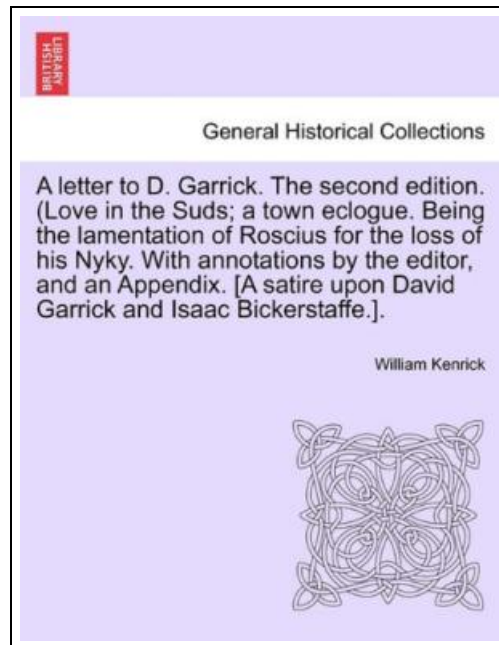 BRITISH
LIBRARY
General Historical Collections
A letter to D. Garrick. The second edition.
(Love in the Suds; a town eclogue. Being
the lamentation of Roscius for the loss of
his Nyky. With annotations by the editor,
and an Appendix. [A satire upon David
Garrick and Isaac Bickerstaffe.].
William Kenrick